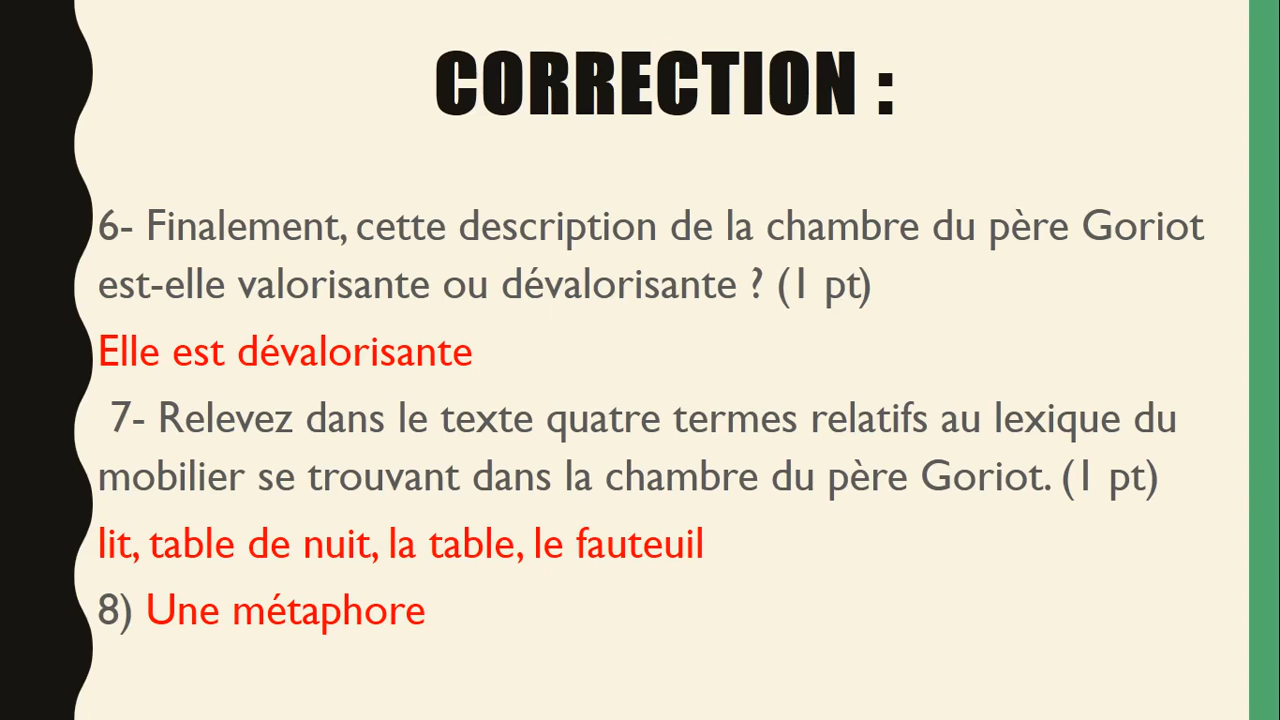 CORRECTION :
6- Finalement, cette description de la chambre du père Goriot
est-elle valorisante ou dévalorisante ? (1 pt)
Elle est dévalorisante
7- Relevez dans le texte quatre termes relatifs au lexique du
mobilier se trouvant dans la chambre du père Goriot. (1 pt)
lit, table de nuit, la table, le fauteuil
8) Une métaphore